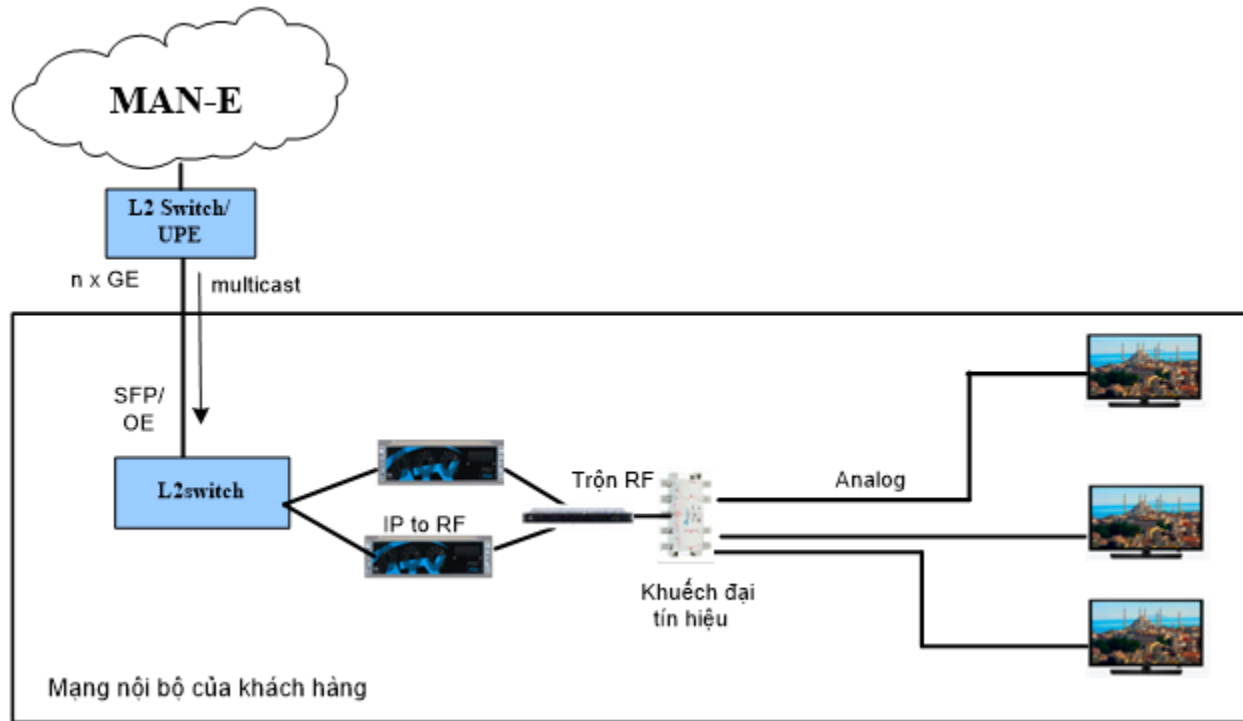 MAN-E
L2 Switch/
UPE
n x GE
multicast
SFP/
OE
L2switch
IP to RF
Trộn RF
Analog
Khuếch đại
tín hiệu
Mạng nội bộ của khách hàng